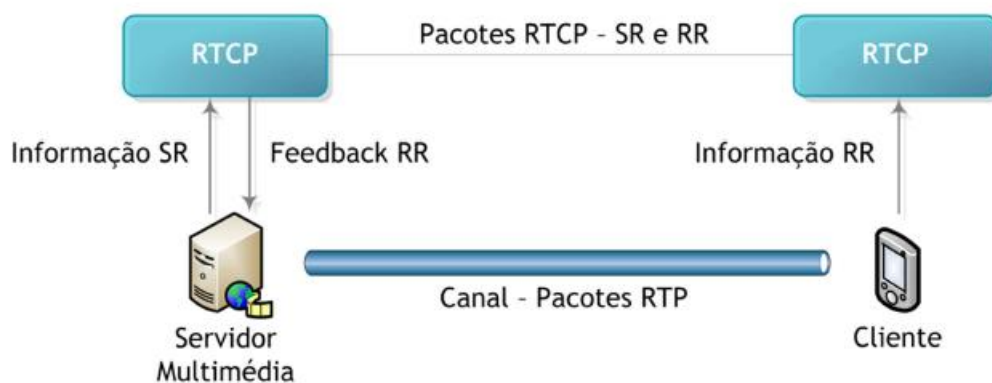 RTCP
Pacotes RTCP - SR e RR
RTCP
Informação SR
Feedback RR
Informação RR
Canal - Pacotes RTP
Servidor
Multimédia
Cliente